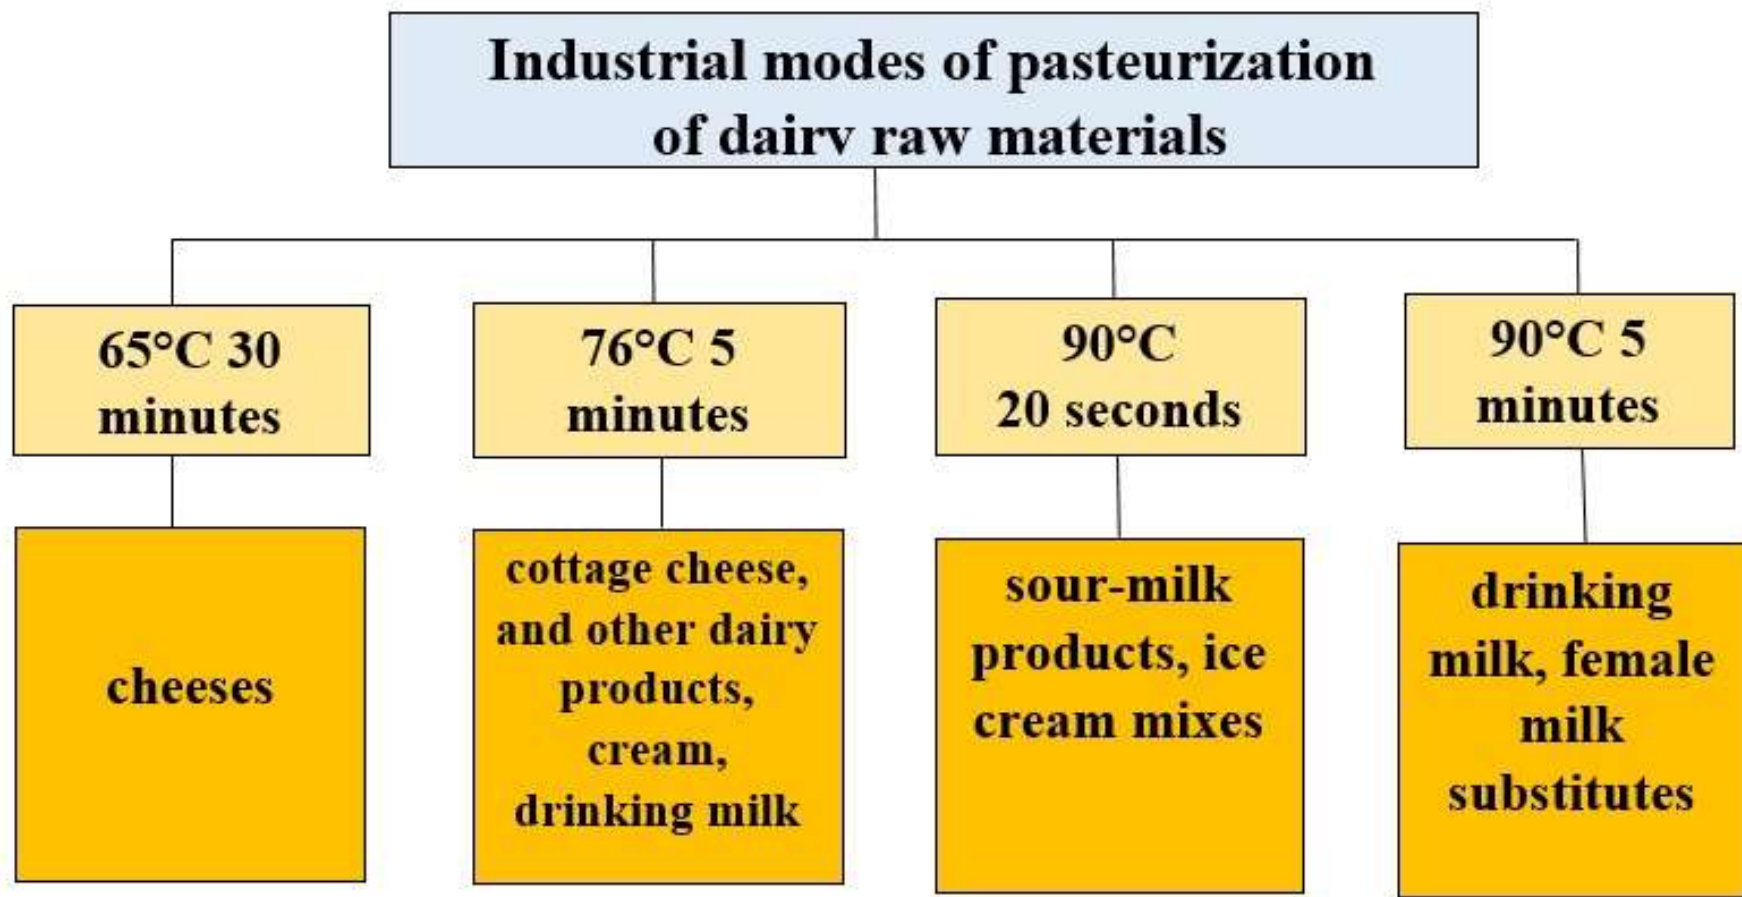 Industrial modes of pasteurization
of dairv raw materials
65°C 30
minutes
76°C 5
minutes
90°C
20 seconds
90°C 5
minutes
cheeses
cottage cheese,
and other dairy
products,
cream,
drinking milk
sour-milk
products, ice
cream mixes
drinking
milk, female
milk
substitutes